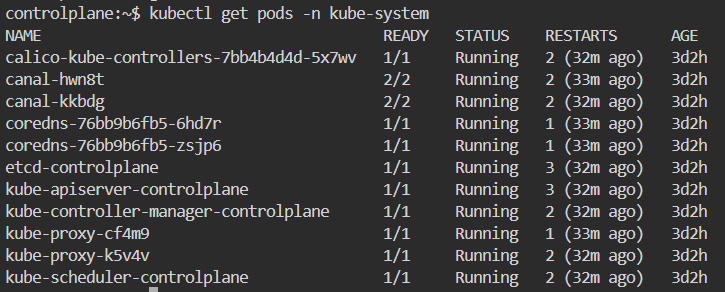 controlplane:~$ kubectl get pods -n kube-system
NAME                                       READY   STATUS    RESTARTS      AGE
calico-kube-controllers-7bb4b4d4d-5x7wv    1/1     Running   2 (32m ago)   3d2h
canal-hwn8t                                2/2     Running   2 (33m ago)   3d2h
canal-kkbdg                                2/2     Running   2 (32m ago)   3d2h
coredns-76bb9b6fb5-6hd7r                   1/1     Running   1 (33m ago)   3d2h
coredns-76bb9b6fb5-zsjp6                   1/1     Running   1 (33m ago)   3d2h
etcd-controlplane                          1/1     Running   3 (32m ago)   3d2h
kube-apiserver-controlplane                1/1     Running   3 (32m ago)   3d2h
kube-controller-manager-controlplane       1/1     Running   2 (32m ago)   3d2h
kube-proxy-cf4m9                           1/1     Running   1 (33m ago)   3d2h
kube-proxy-k5v4v                           1/1     Running   2 (32m ago)   3d2h
kube-scheduler-controlplane                1/1     Running   2 (32m ago)   3d2h